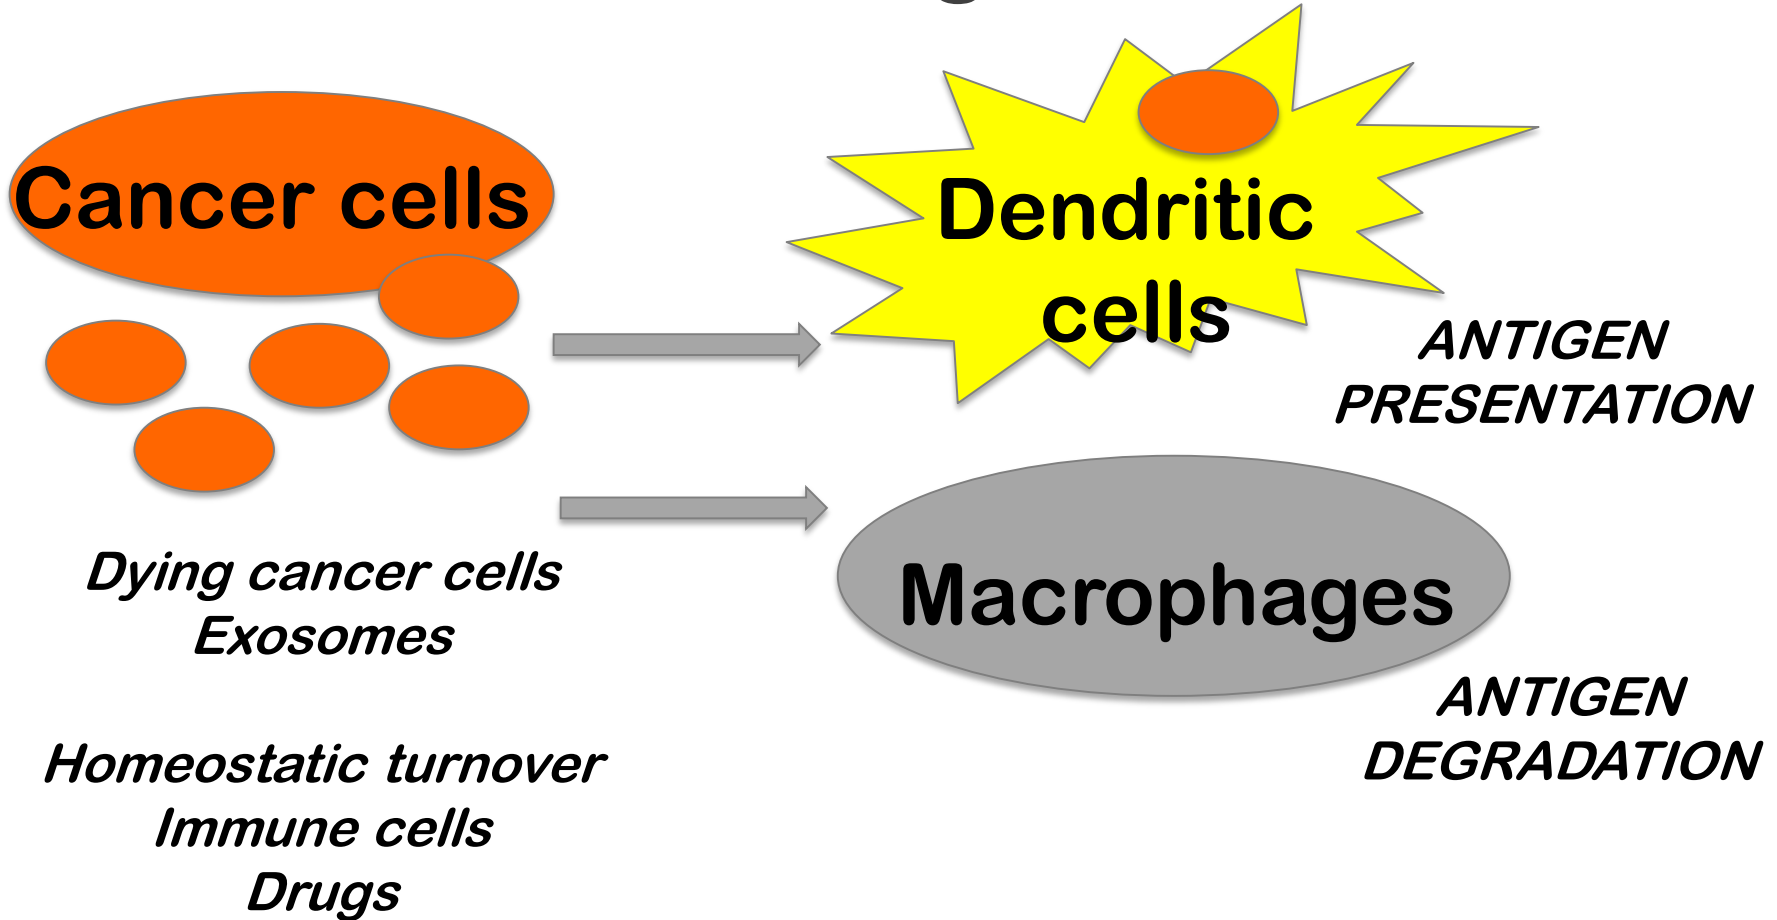 Cancer cells
Dendritic
cells
ANTIGEN
PRESENTATION
Dying cancer cells
Exosomes
Macrophages
ANTIGEN
DEGRADATION
Homeostatic turnover
Immune cells
Drugs